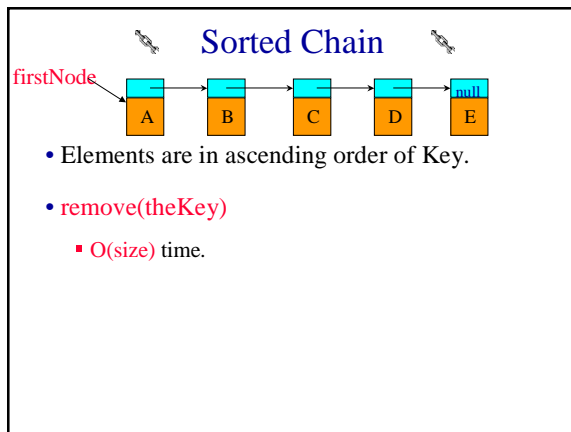 Sorted Chain
firstNode
null
A B C D E
• Elements are in ascending order of Key.
• remove(theKey)
▪ O(size) time.